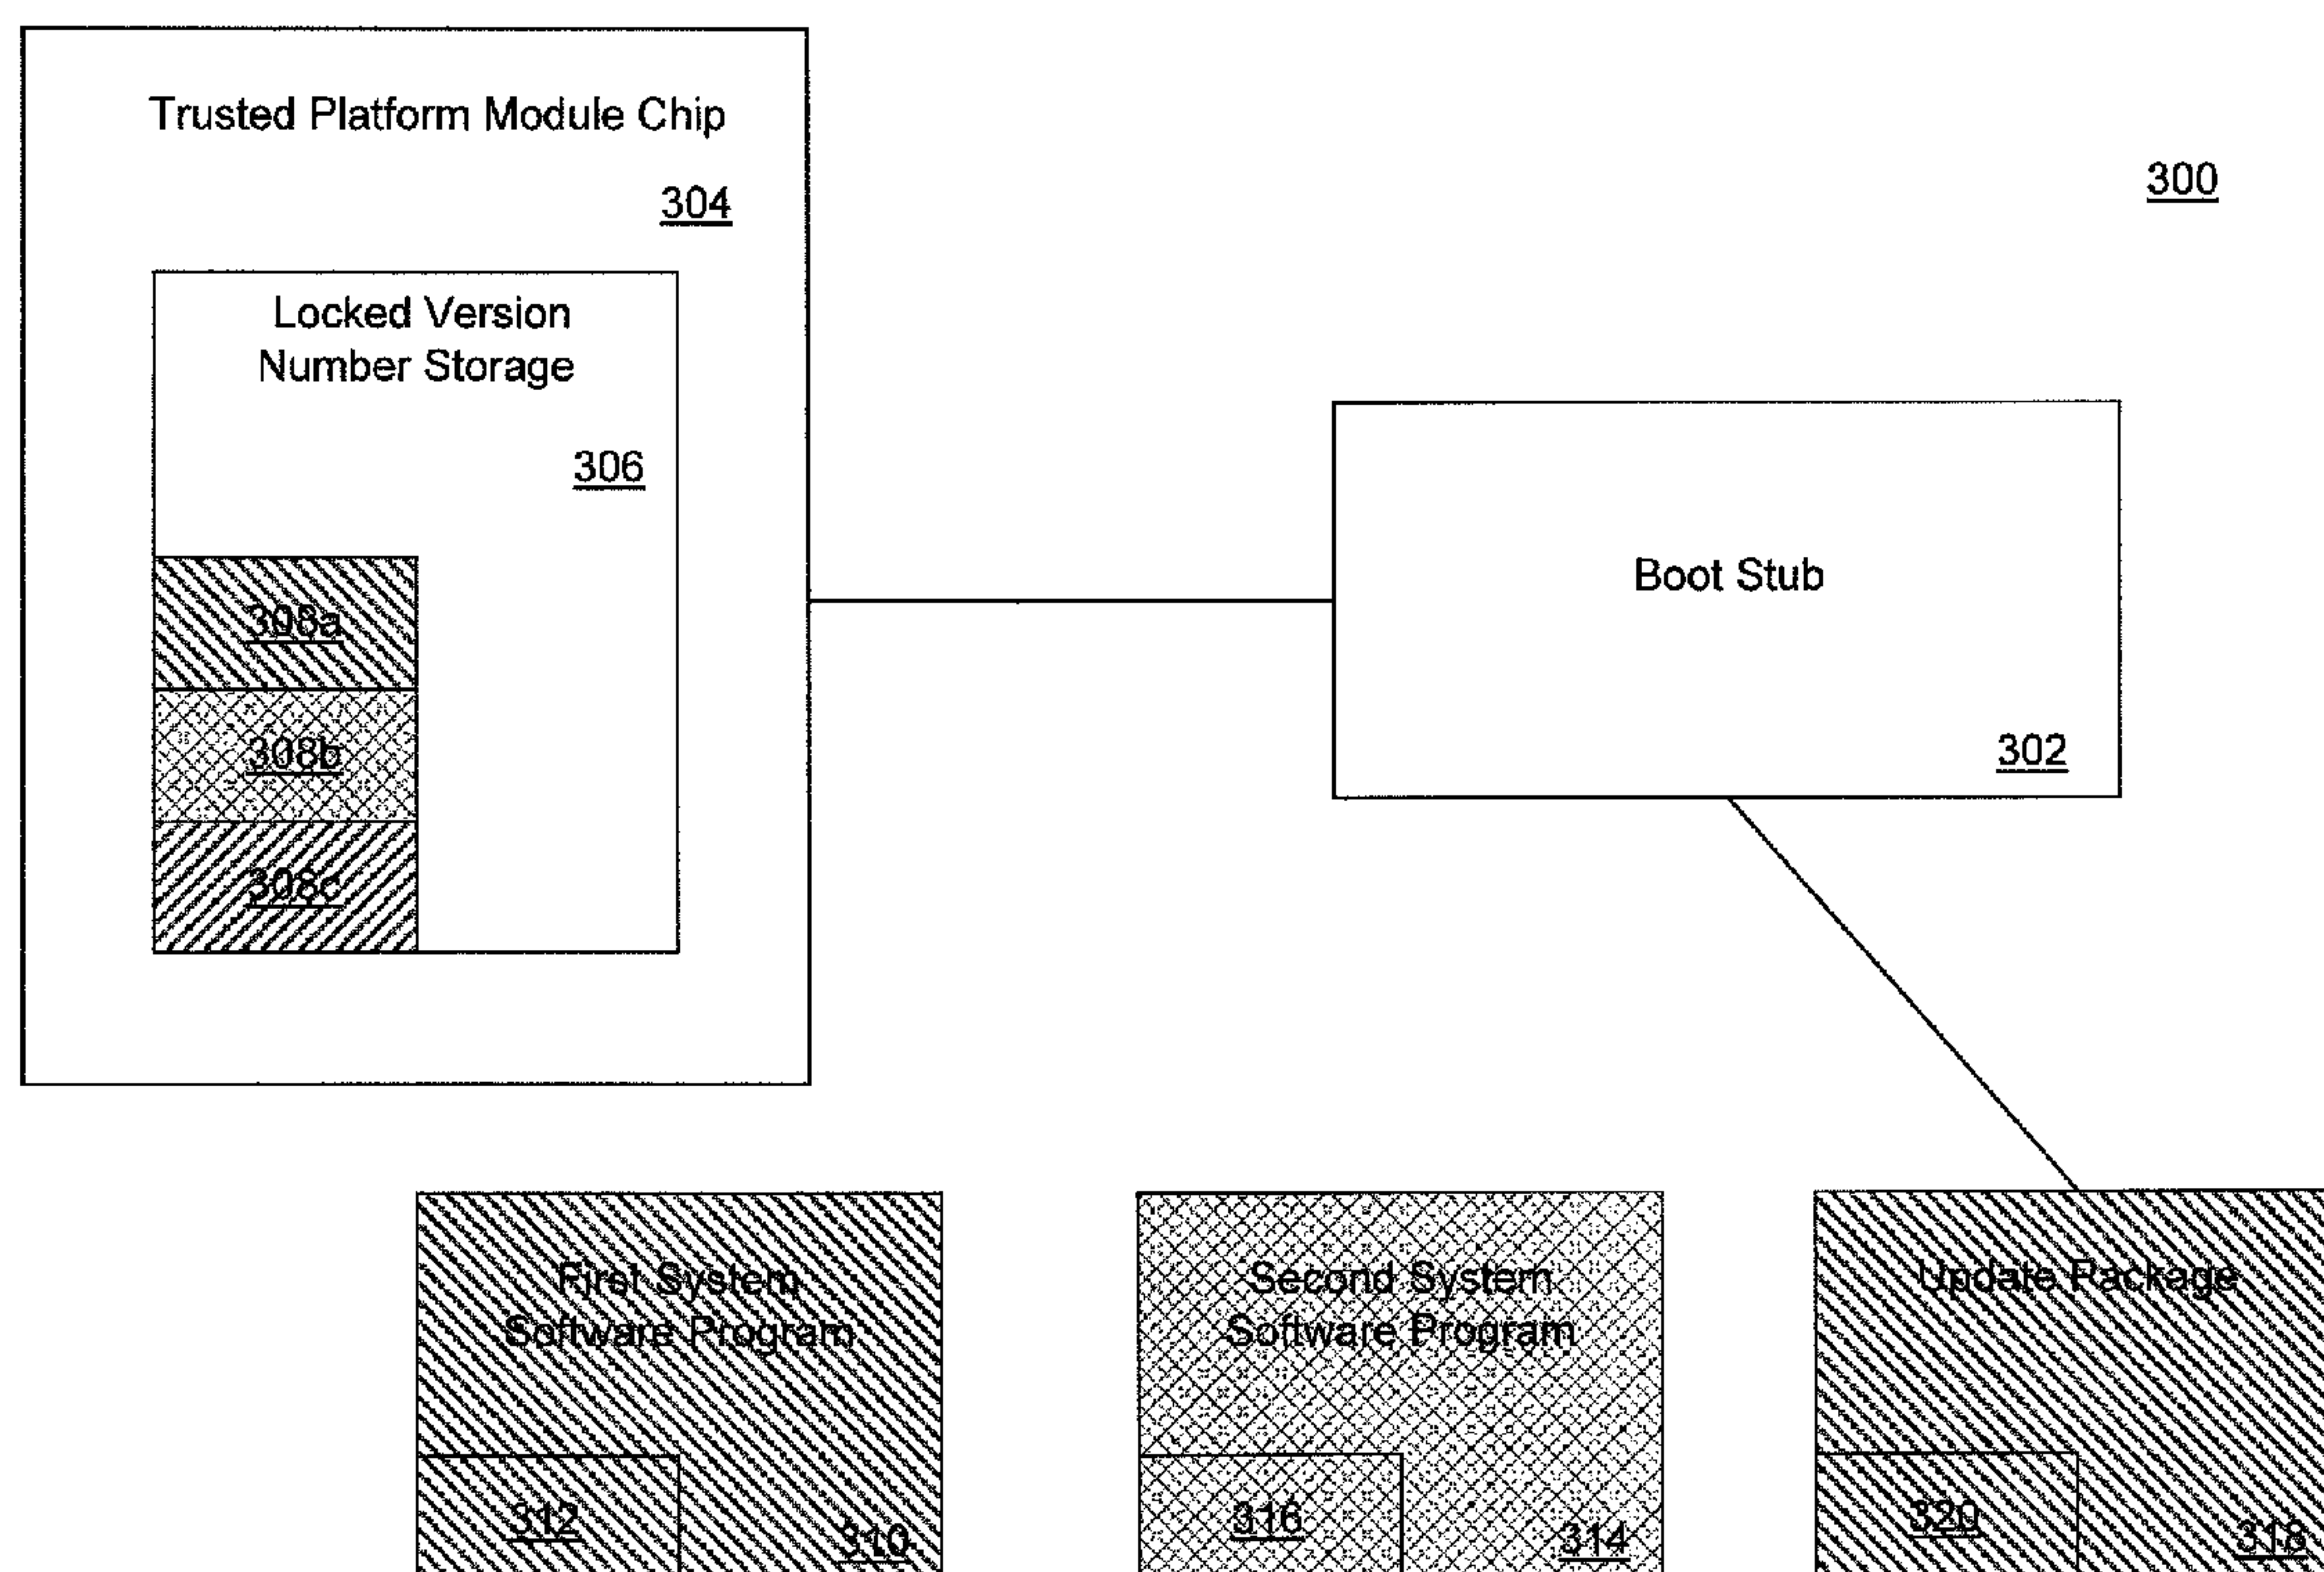 Trusted Platform Module Chip
304
300
Locked Version
Number Storage
306
308a
308b
308c
Boot Stub
302
First System
Software Program
312
310
Second System
Software Program
316
314
Update Package
320
318